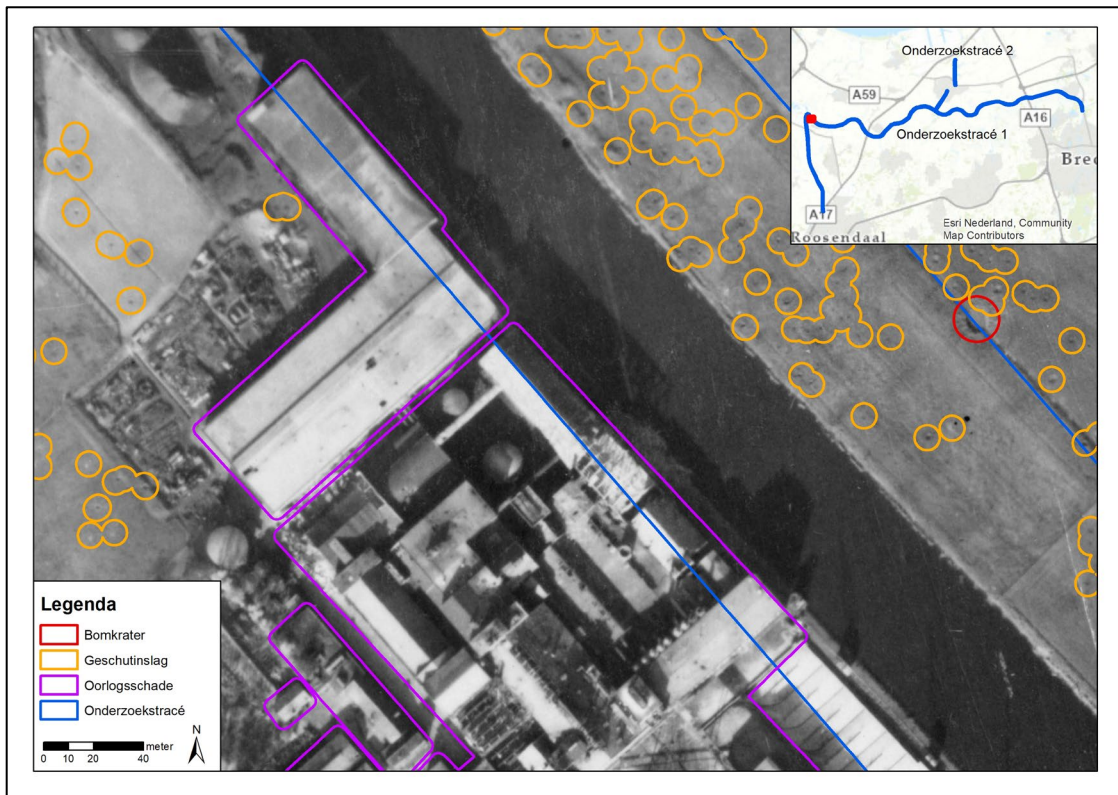 Onderzoekstracé 2
A59
A16
Onderzoekstracé 1
Bred
A17
Roosendaal
Esri Nederland, Community
Map Contributors
Legenda
Bomkrater
Geschutinslag
Oorlogsschade
Onderzoekstracé
meter
0 10 20 40
N